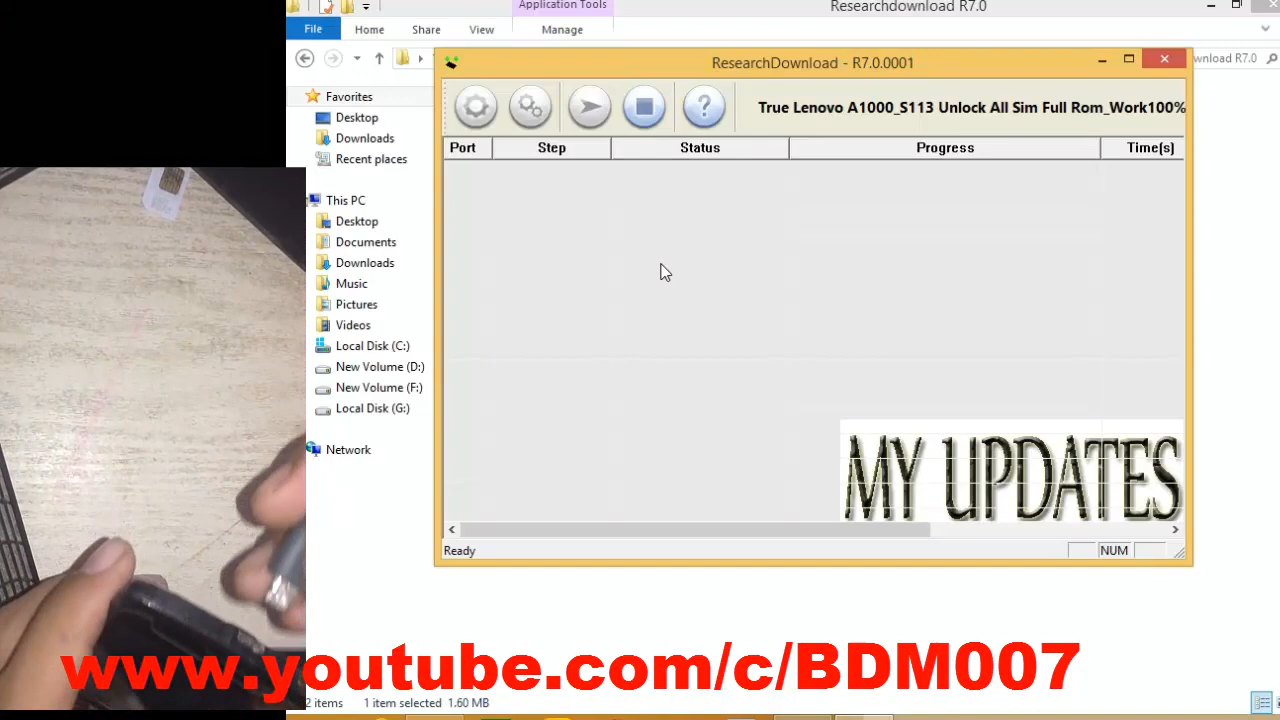 Application Tools
Researchdownload R7.0
File Home Share View Manage
wnload R7.0
Favorites
Desktop
Downloads
Recent places
This PC
Desktop
Documents
Downloads
Music
Pictures
Videos
Local Disk (C:)
New Volume (D:)
New Volume (F:)
Local Disk (G:)
Network
ResearchDownload - R7.0.0001
True Lenovo A1000_S113 Unlock All Sim Full Rom_Work100%
Port Step Status Progress Time(s)
MY UPDATES
Ready
NUM
www.youtube.com/c/BDM007
2 items 1 item selected 1.60 MB